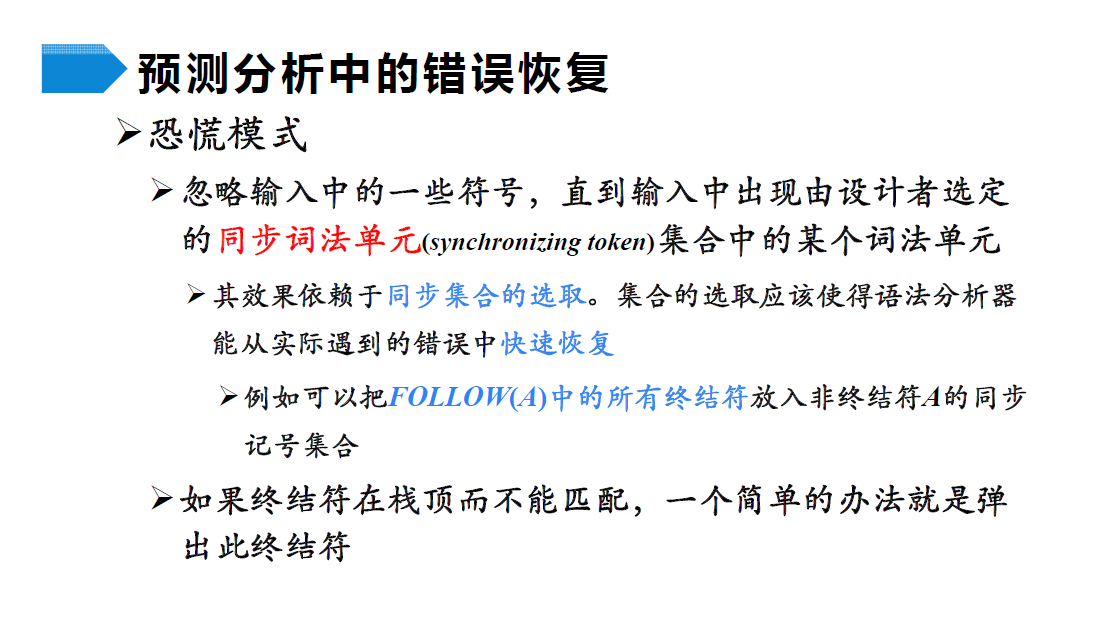 预测分析中的错误恢复
恐慌模式
忽略输入中的一些符号，直到输入中出现由设计者选定
的同步词法单元(synchronizing token)集合中的某个词法单元
其效果依赖于同步集合的选取。集合的选取应该使得语法分析器
能从实际遇到的错误中快速恢复
例如可以把FOLLOW(A)中的所有终结符放入非终结符A的同步
记号集合
如果终结符在栈顶而不能匹配，一个简单的办法就是弹
出此终结符